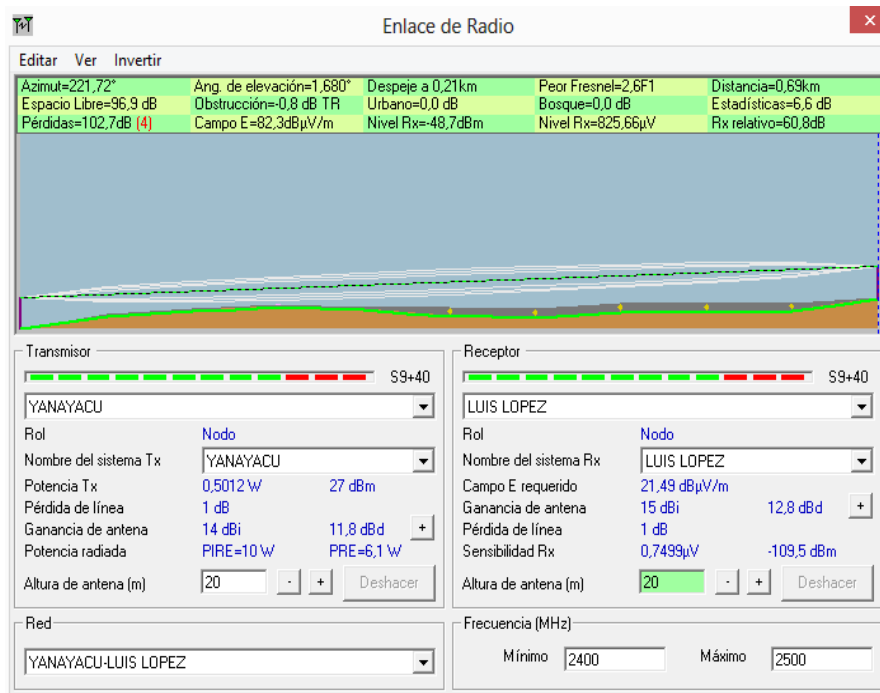 Enlace de Radio
Editar Ver Invertir
Azimut=221,72° Ang. de elevación=1,680° Despeje a 0,21km Peor Fresnel=2,6F1 Distancia=0,69km
Espacio Libre=96,9 dB Obstrucción=-0,8 dB TR Urbano=0,0 dB Bosque=0,0 dB Estadísticas=6,6 dB
Pérdidas=102,7dB (4) Campo E=82,3dBµV/m Nivel Rx=-48,7dBm Nivel Rx=825,66µV Rx relativo=60,8dB
Transmisor
S9+40
YANAYACU
Rol Nodo
Nombre del sistema Tx YANAYACU
Potencia Tx 0,5012 W 27 dBm
Pérdida de línea 1 dB
Ganancia de antena 14 dBi 11,8 dBd +
Potencia radiada PIRE=10 W PRE=6,1 W
Altura de antena (m) 20 - + Deshacer
Receptor
S9+40
LUIS LOPEZ
Rol Nodo
Nombre del sistema Rx LUIS LOPEZ
Campo E requerido 21,49 dBµV/m
Ganancia de antena 15 dBi 12,8 dBd +
Pérdida de línea 1 dB
Sensibilidad Rx 0,7499µV -109,5 dBm
Altura de antena (m) 20 - + Deshacer
Red
YANAYACU-LUIS LOPEZ
Frecuencia (MHz)
Mínimo 2400 Máximo 2500